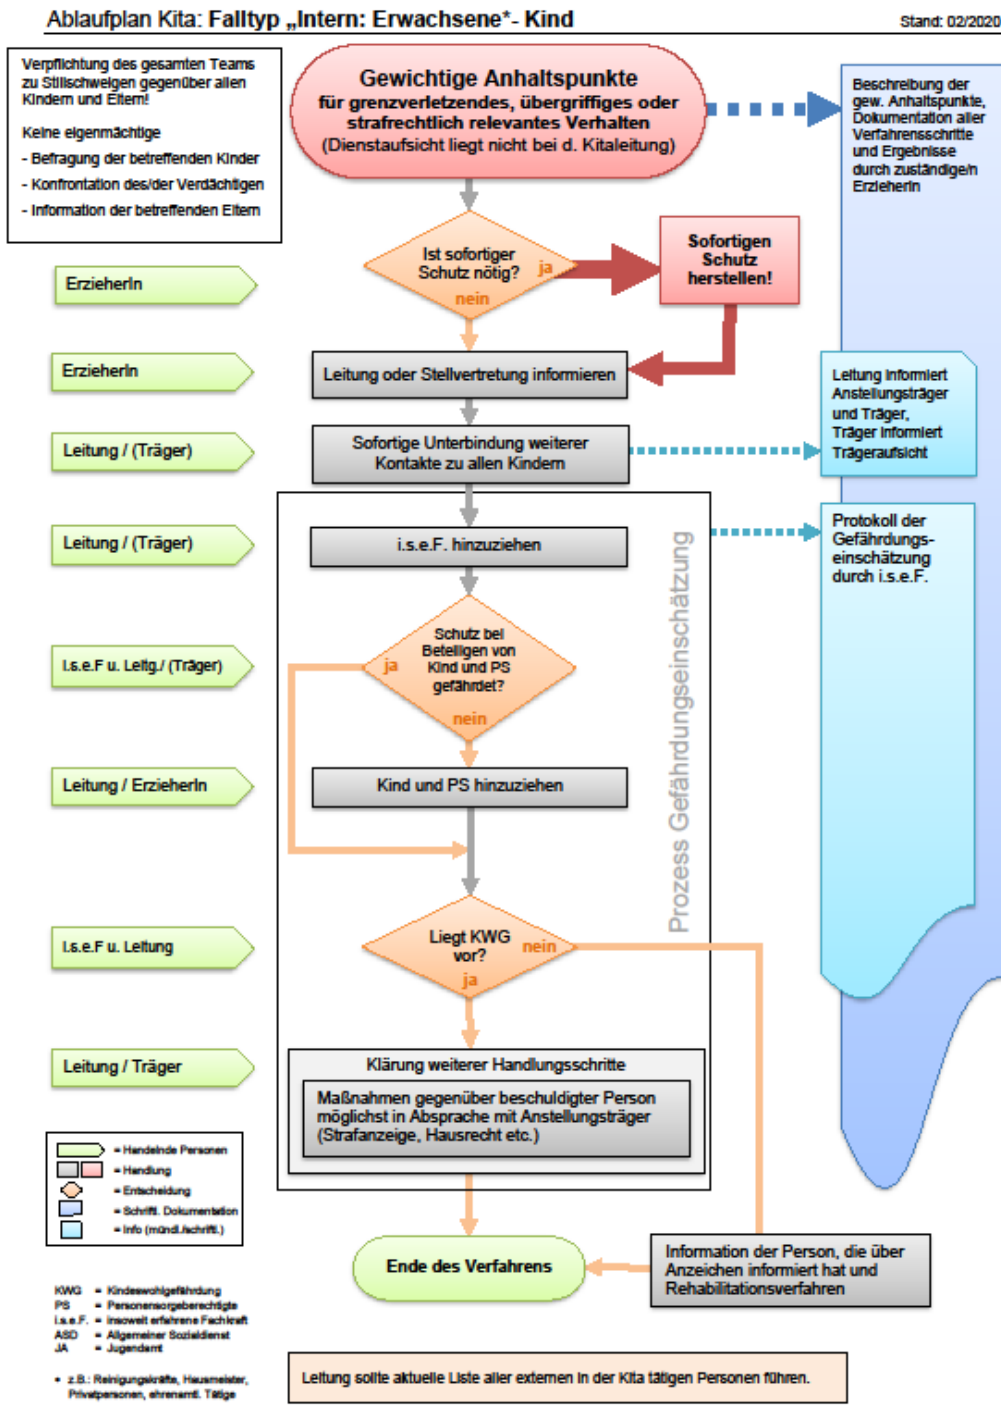 Ablaufplan Kita: Falltyp „Intern: Erwachsene*- Kind
Stand: 02/2020
Verpflichtung des gesamten Teams
zu Stillschweigen gegenüber allen
Kindern und Eltern!
Keine eigenmächtige
- Befragung der betreffenden Kinder
- Konfrontation des/der Verdächtigen
- Information der betreffenden Eltern
Gewichtige Anhaltspunkte
für grenzverletzendes, übergriffiges oder
strafrechtlich relevantes Verhalten
(Dienstaufsicht liegt nicht bei d. Kitaleitung)
Beschreibung der
gew. Anhaltspunkte,
Dokumentation aller
Verfahrensschritte
und Ergebnisse
durch zuständige/n
ErzieherIn
ErzieherIn
Ist sofortiger
Schutz nötig?
ja
nein
Sofortigen
Schutz
herstellen!
ErzieherIn
Leitung oder Stellvertretung informieren
Leitung informiert
Anstellungsträger
und Träger,
Träger informiert
Trägeraufsicht
Leitung / (Träger)
Sofortige Unterbindung weiterer
Kontakte zu allen Kindern
Leitung / (Träger)
i.s.e.F. hinzuziehen
Protokoll der
Gefährdungs-
einschätzung
durch i.s.e.F.
Prozess Gefährdungseinschätzung
I.s.e.F u. Leitg./ (Träger)
Schutz bei
Beteiligen von
Kind und PS
gefährdet?
ja
nein
Leitung / ErzieherIn
Kind und PS hinzuziehen
I.s.e.F u. Leitung
Liegt KWG
vor?
nein
ja
Leitung / Träger
Klärung weiterer Handlungsschritte
Maßnahmen gegenüber beschuldigter Person
möglichst in Absprache mit Anstellungsträger
(Strafanzeige, Hausrecht etc.)
= Handelnde Personen
= Handlung
= Entscheidung
= Schriftl. Dokumentation
= Info (mündl./schriftl.)
Ende des Verfahrens
Information der Person, die über
Anzeichen informiert hat und
Rehabilitationsverfahren
KWG = Kindeswohlgefährdung
PS = Personensorgeberechtigte
i.s.e.F. = Insoweit erfahrene Fachkraft
ASD = Allgemeiner Sozialdienst
JA = Jugendamt
* z.B.: Reinigungskräfte, Hausmeister,
Privatpersonen, ehrenamtl. Tätige
Leitung sollte aktuelle Liste aller externen in der Kita tätigen Personen führen.